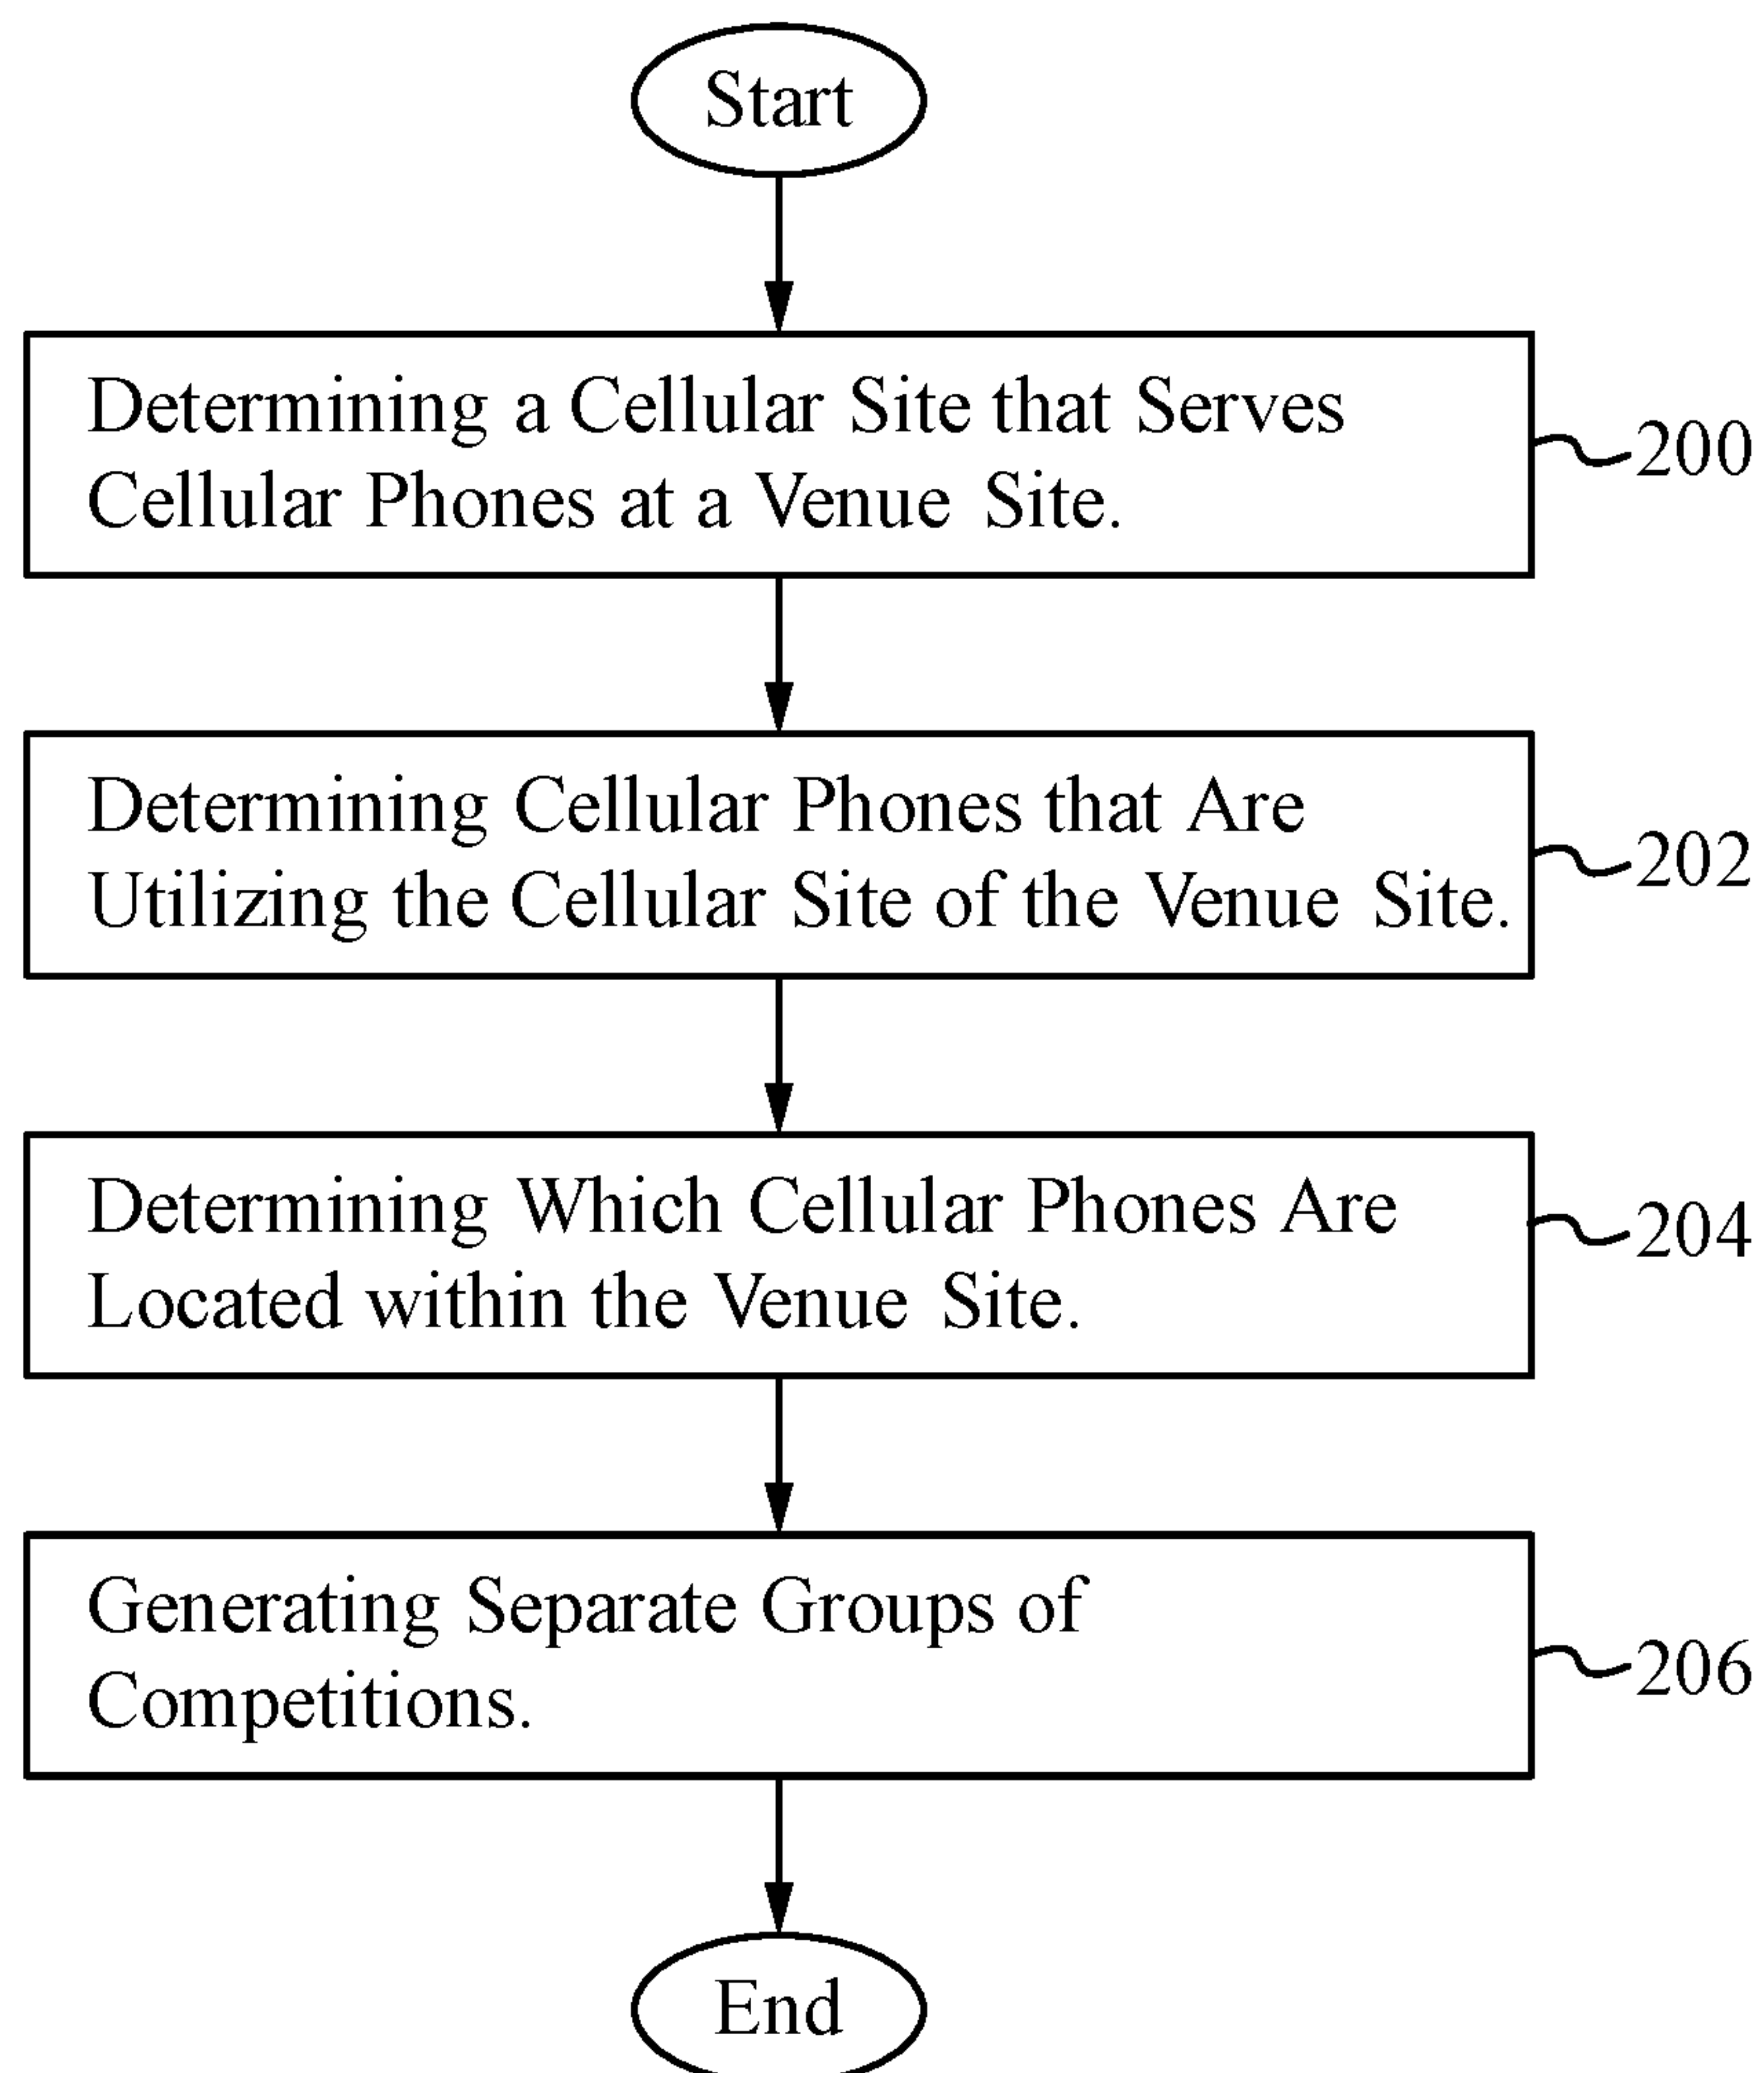 Start
Determining a Cellular Site that Serves
Cellular Phones at a Venue Site.
200
Determining Cellular Phones that Are
Utilizing the Cellular Site of the Venue Site.
202
Determining Which Cellular Phones Are
Located within the Venue Site.
204
Generating Separate Groups of
Competitions.
206
End